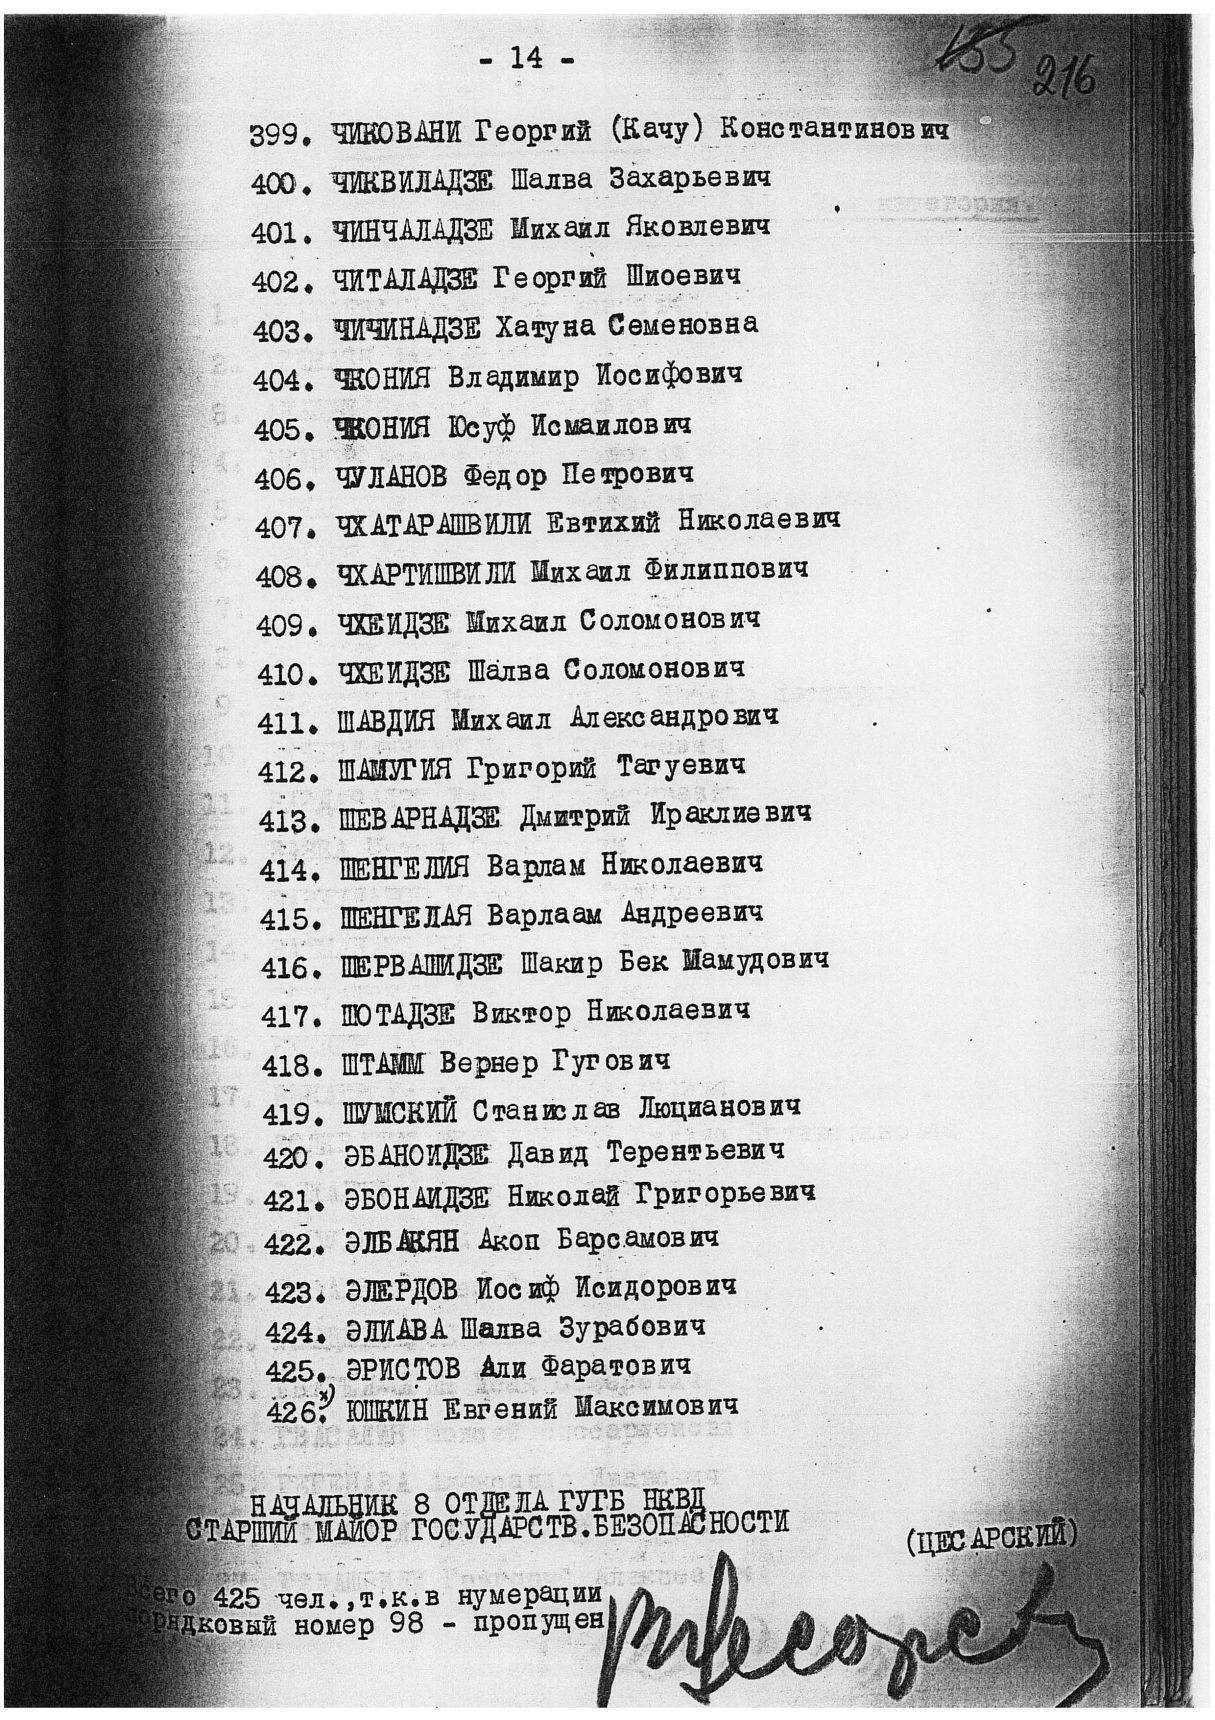 - 14 -
155 216
399. ЧИКОВАНИ Георгий (Качу) Константинович
400. ЧИКВИЛАДЗЕ Шалва Захарьевич
категория.
401. ЧИНЧАЛАДЗЕ Михаил Яковлевич
402. ЧИТАЛАДЗЕ Георгий Шиоевич
403. ЧИЧИНАДЗЕ Хатуна Семеновна
404. ЧКОНИЯ Владимир Иосифович
405. ЧКОНИЯ Юсуф Исмаилович
406. ЧУЛАНОВ Федор Петрович
407. ЧХАТАРАШВИЛИ Евтихий Николаевич
408. ЧХАРТИШВИЛИ Михаил Филиппович
409. ЧХЕИДЗЕ Михаил Соломонович
410. ЧХЕИДЗЕ Шалва Соломонович
411. ШАВДИЯ Михаил Александрович
412. ШАМУГИЯ Григорий Тагуевич
413. ШЕВАРНАДЗЕ Дмитрий Ираклиевич
414. ШЕНГЕЛИЯ Варлам Николаевич
415. ШЕНГЕЛАЯ Варлаам Андреевич
416. ШЕРВАШИДЗЕ Шакир Бек Мамудович
417. ШОТАДЗЕ Виктор Николаевич
418. ШТАММ Вернер Гугович
419. ШУМСКИЙ Станислав Люцианович
420. ЭБАНОИДЗЕ Давид Терентьевич
421. ЭБОНАИДЗЕ Николай Григорьевич
422. ЭЛБАКЯН Акоп Барсамович
423. ЭЛЕРДОВ Иосиф Исидорович
424. ЭЛИАВА Шалва Зурабович
425. ЭРИСТОВ Али Фаратович
426.х) ЮШКИН Евгений Максимович
НАЧАЛЬНИК 8 ОТДЕЛА ГУГБ НКВД
СТАРШИЙ МАЙОР ГОСУДАРСТВ.БЕЗОПАСНОСТИ
(ЦЕСАРСКИЙ)
Всего 425 чел.,т.к.в нумерации
порядковый номер 98 - пропущен